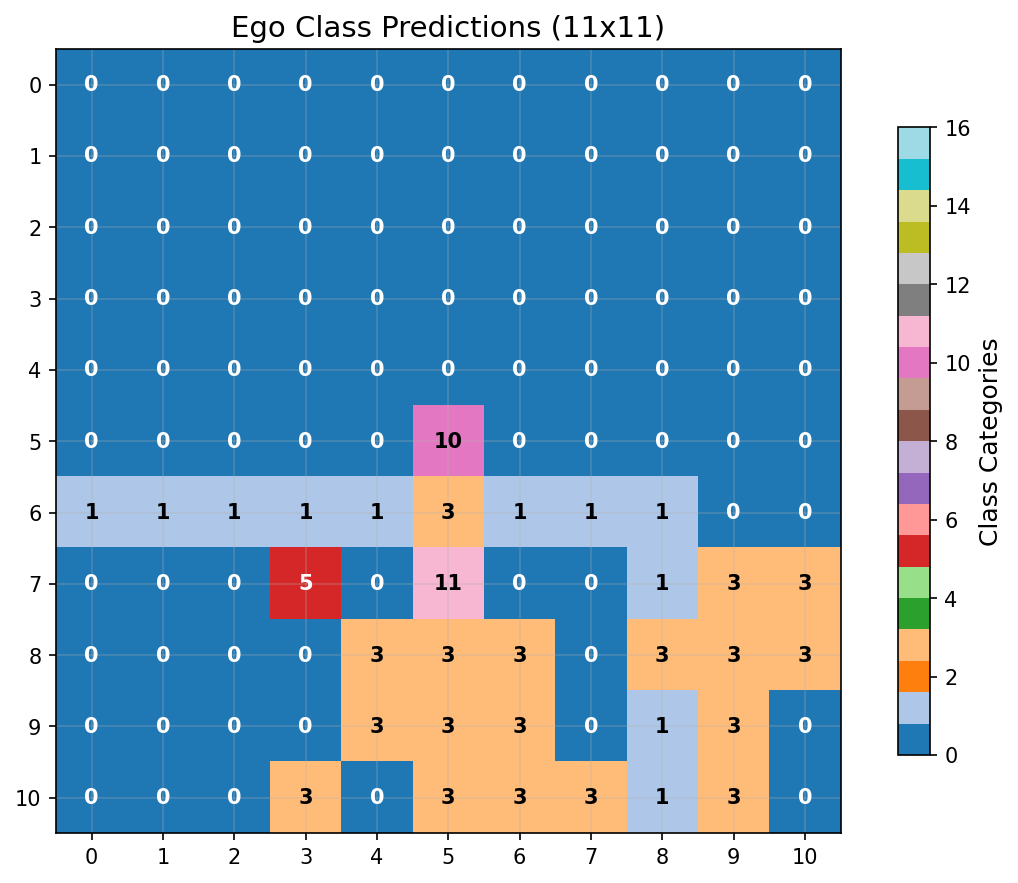 Ego Class Predictions (11x11)
0 0 0 0 0 0 0 0 0 0 0 0
1 0 0 0 0 0 0 0 0 0 0 0
2 0 0 0 0 0 0 0 0 0 0 0
3 0 0 0 0 0 0 0 0 0 0 0
4 0 0 0 0 0 0 0 0 0 0 0
5 0 0 0 0 0 10 0 0 0 0 0
6 1 1 1 1 1 3 1 1 1 0 0
7 0 0 0 5 0 11 0 0 1 3 3
8 0 0 0 0 3 3 3 0 3 3 3
9 0 0 0 0 3 3 3 0 1 3 0
10 0 0 0 3 0 3 3 3 1 3 0
0 1 2 3 4 5 6 7 8 9 10
16
14
12
10
8
6
4
2
0
Class Categories